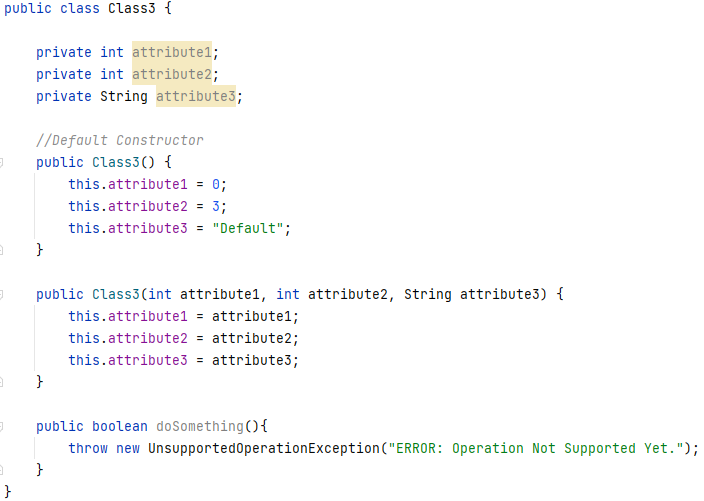 public class Class3 {
private int attribute1;
private int attribute2;
private String attribute3;
//Default Constructor
public Class3() {
this.attribute1 = 0;
this.attribute2 = 3;
this.attribute3 = "Default";
}
public Class3(int attribute1, int attribute2, String attribute3) {
this.attribute1 = attribute1;
this.attribute2 = attribute2;
this.attribute3 = attribute3;
}
public boolean doSomething(){
throw new UnsupportedOperationException("ERROR: Operation Not Supported Yet.");
}
}